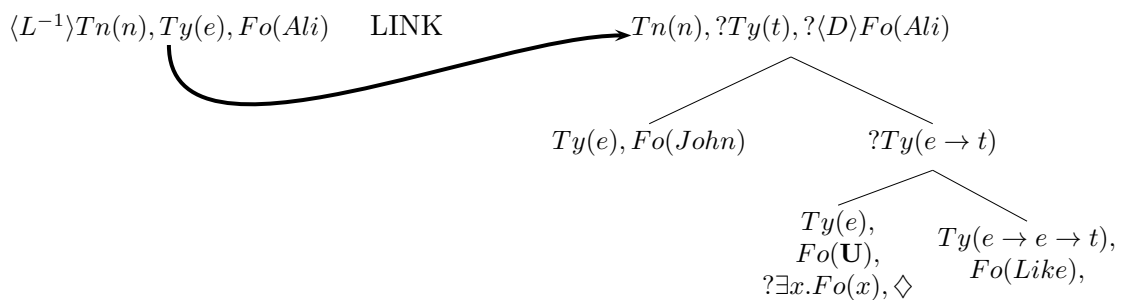 ⟨L⁻¹⟩Tn(n), Ty(e), Fo(Ali) LINK Tn(n), ?Ty(t), ?⟨D⟩Fo(Ali)
Ty(e), Fo(John) ?Ty(e → t)
Ty(e),
Fo(U),
?∃x.Fo(x), ♢
Ty(e → e → t),
Fo(Like),